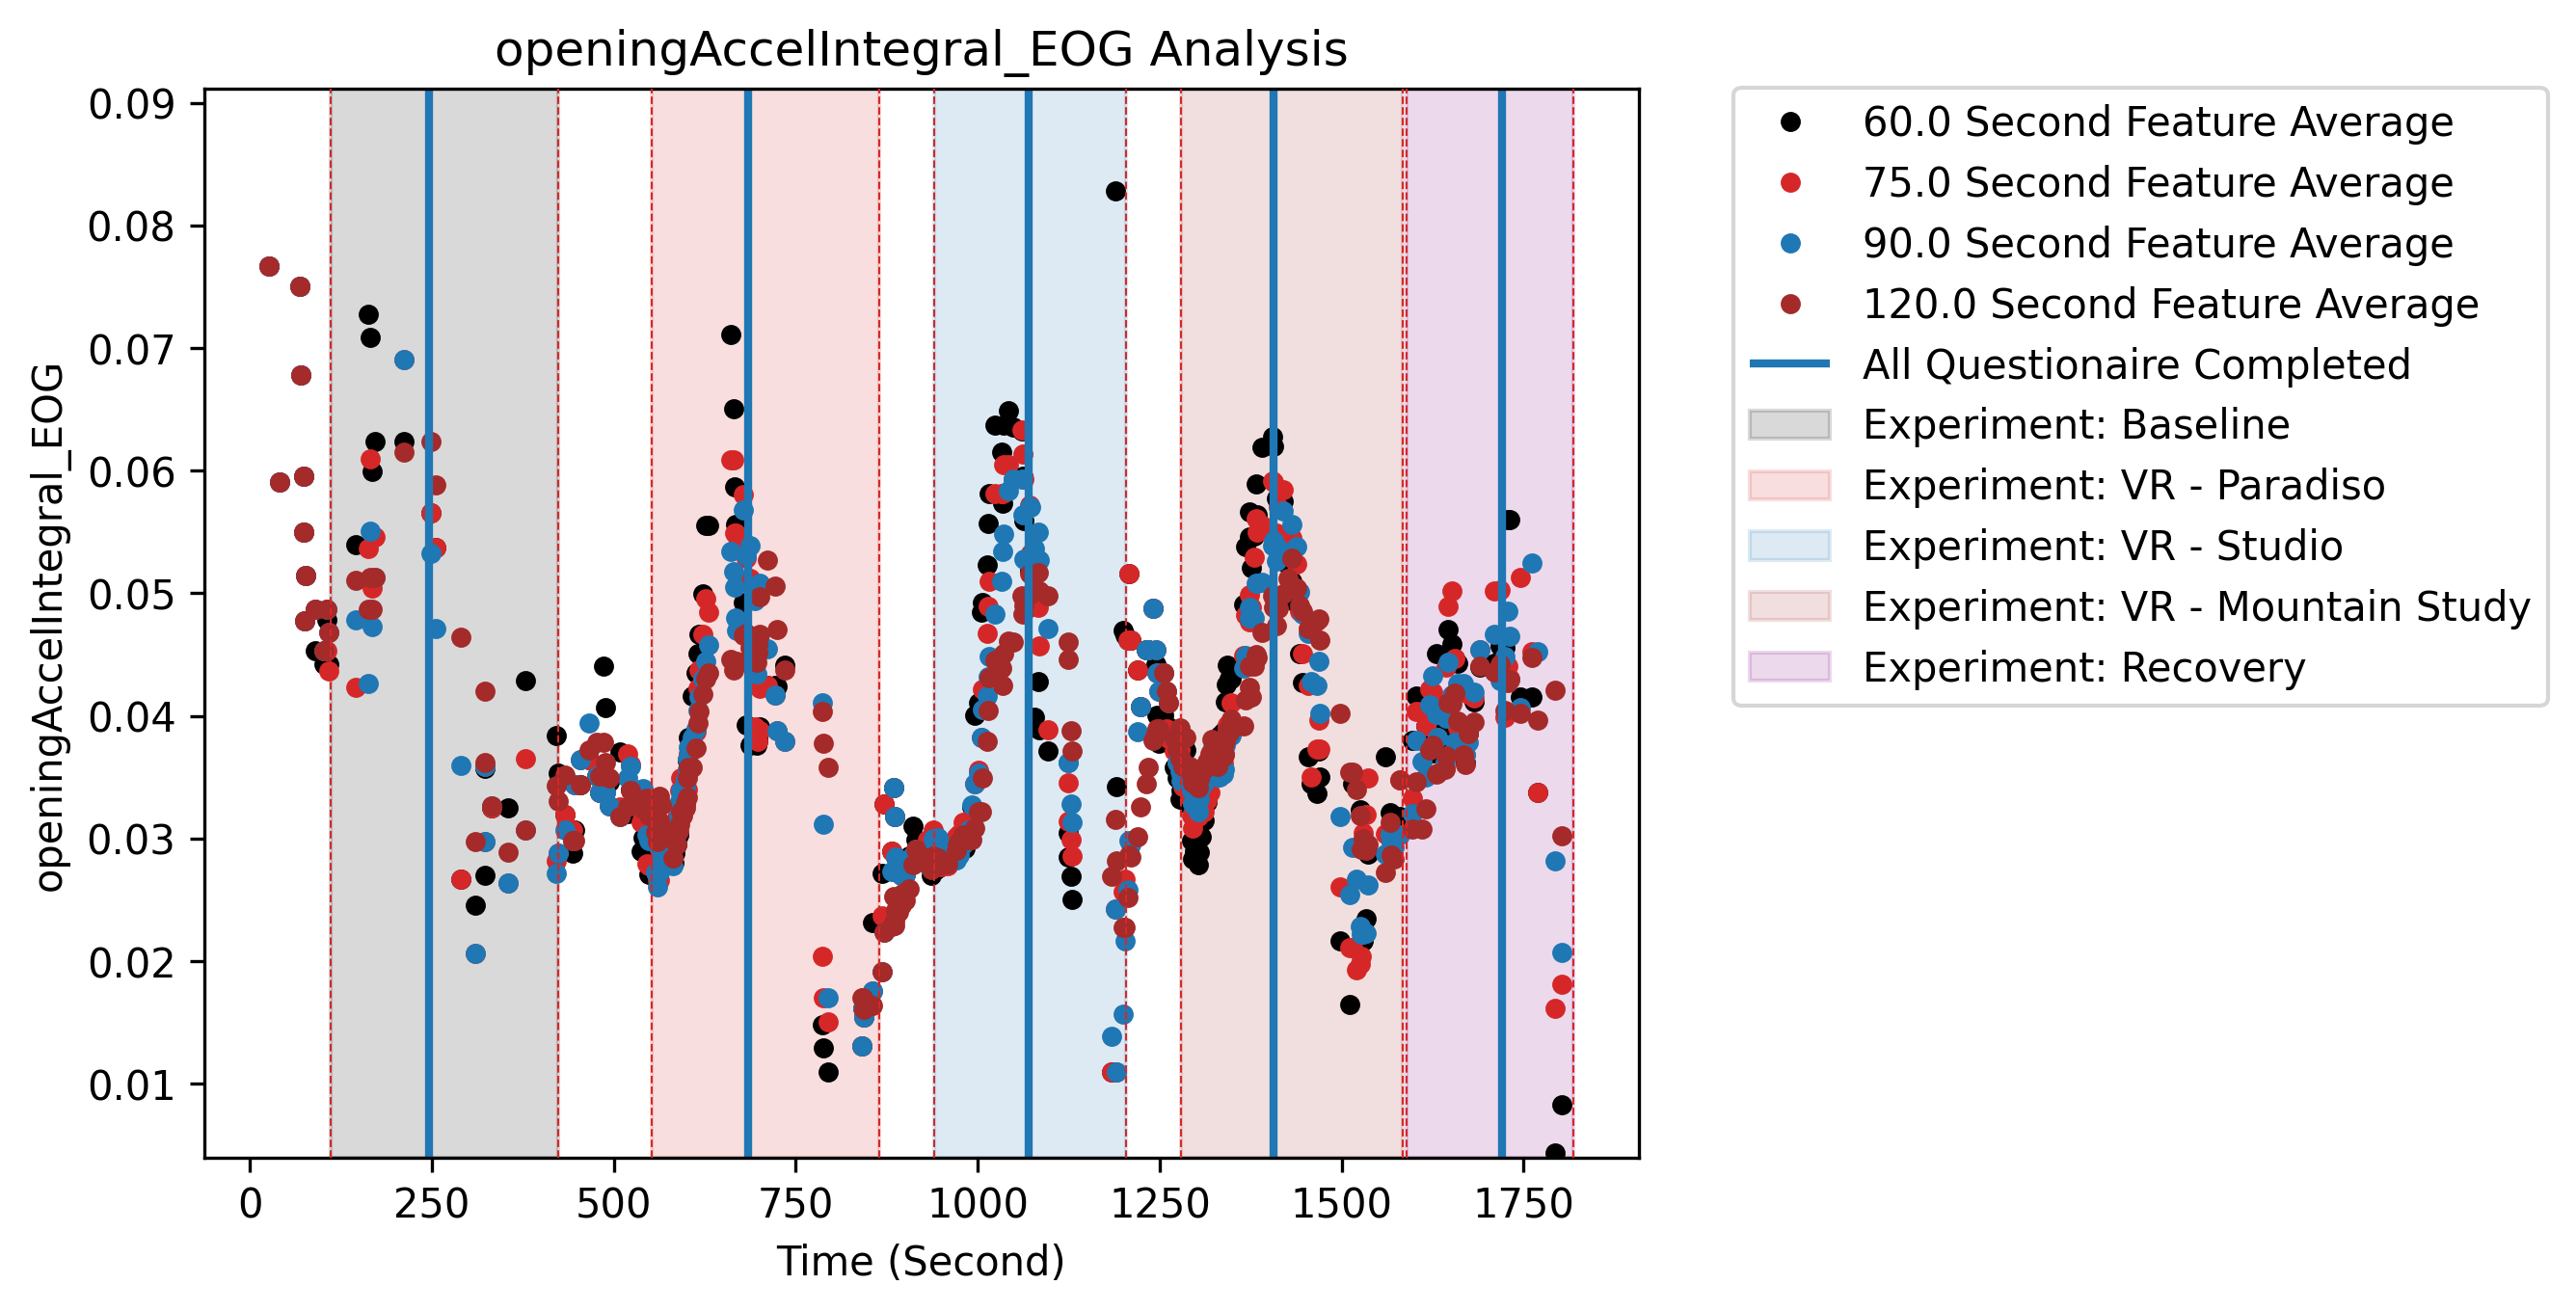 openingAccelIntegral_EOG Analysis
openingAccelIntegral_EOG
0.09
0.08
0.07
0.06
0.05
0.04
0.03
0.02
0.01
0 250 500 750 1000 1250 1500 1750
Time (Second)
60.0 Second Feature Average
75.0 Second Feature Average
90.0 Second Feature Average
120.0 Second Feature Average
All Questionaire Completed
Experiment: Baseline
Experiment: VR - Paradiso
Experiment: VR - Studio
Experiment: VR - Mountain Study
Experiment: Recovery